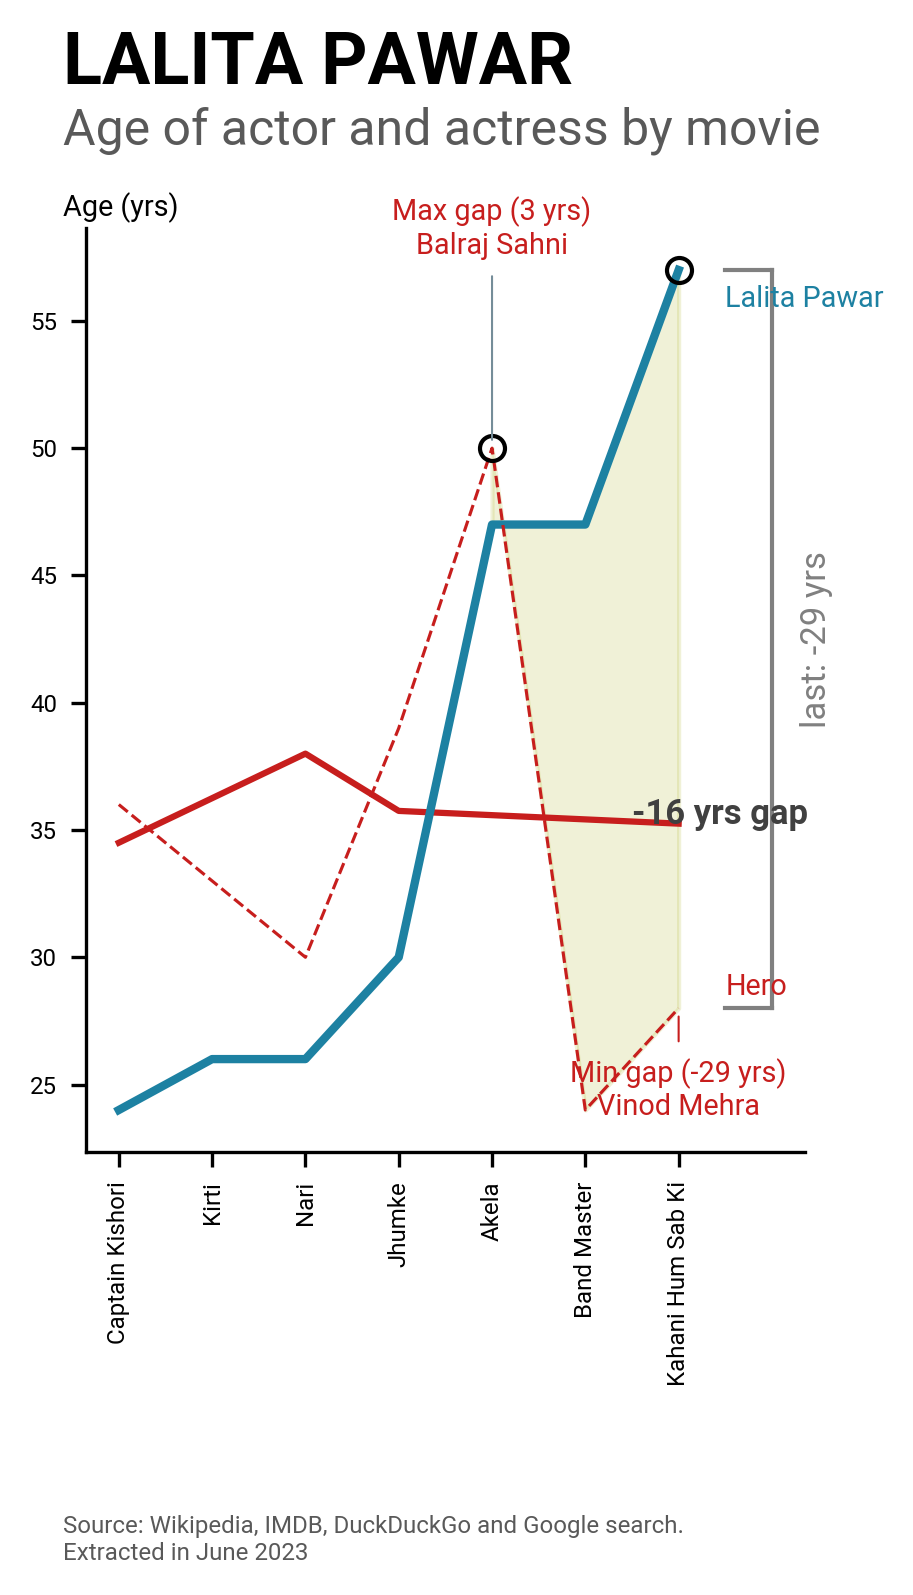 LALITA PAWAR
Age of actor and actress by movie
Age (yrs)
Max gap (3 yrs)
Balraj Sahni
Lalita Pawar
55
50
45
40
35
30
25
last: -29 yrs
-16 yrs gap
Hero
Min gap (-29 yrs)
Vinod Mehra
Captain Kishori
Kirti
Nari
Jhumke
Akela
Band Master
Kahani Hum Sab Ki
Source: Wikipedia, IMDB, DuckDuckGo and Google search.
Extracted in June 2023